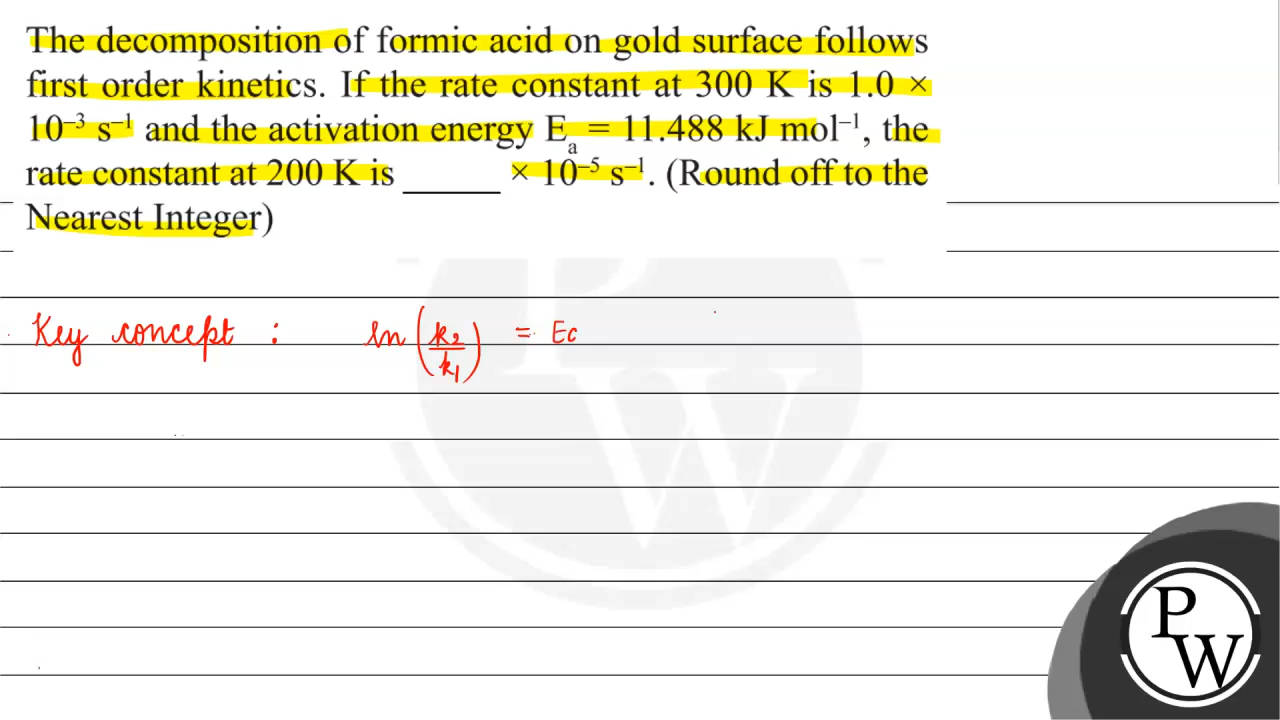 The decomposition of formic acid on gold surface follows
first order kinetics. If the rate constant at 300 K is 1.0 ×
10⁻³ s⁻¹ and the activation energy Eₐ = 11.488 kJ mol⁻¹, the
rate constant at 200 K is ______ × 10⁻⁵ s⁻¹. (Round off to the
Nearest Integer)
Key concept : ln (k₂/k₁) = Ea
PW
PW